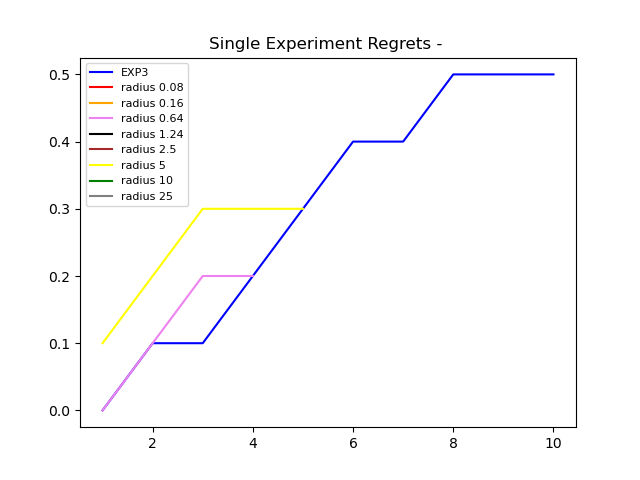 Single Experiment Regrets -
EXP3
radius 0.08
radius 0.16
radius 0.64
radius 1.24
radius 2.5
radius 5
radius 10
radius 25
0.5
0.4
0.3
0.2
0.1
0.0
2 4 6 8 10